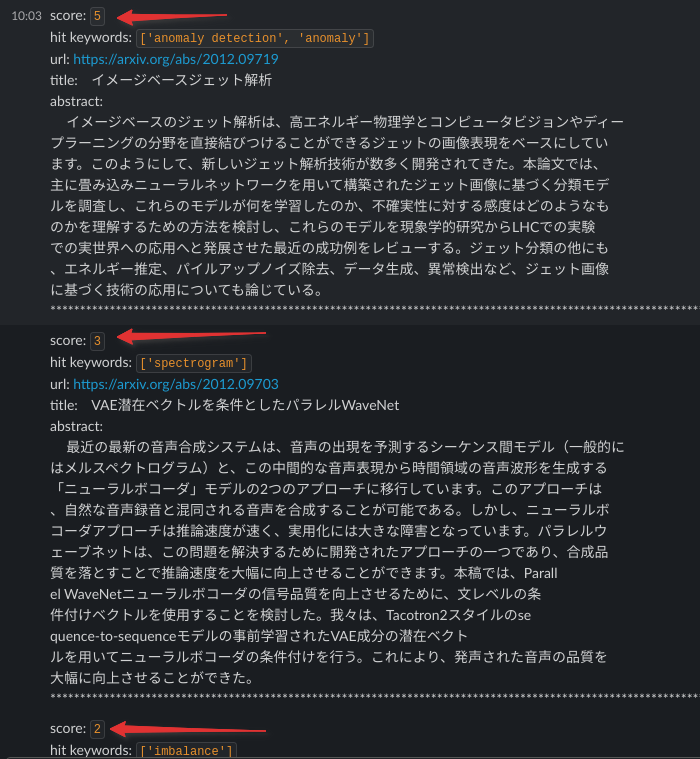 10:03 score: 5
hit keywords: ['anomaly detection', 'anomaly']
url: https://arxiv.org/abs/2012.09719
title: イメージベースジェット解析
abstract:
イメージベースのジェット解析は、高エネルギー物理学とコンピュータビジョンやディー
プラーニングの分野を直接結びつけることができるジェットの画像表現をベースにしてい
ます。このようにして、新しいジェット解析技術が数多く開発されてきた。本論文では、
主に畳み込みニューラルネットワークを用いて構築されたジェット画像に基づく分類モデ
ルを調査し、これらのモデルが何を学習したのか、不確実性に対する感度はどのようなも
のかを理解するための方法を検討し、これらのモデルを現象学的研究からLHCでの実験
での実世界への応用へと発展させた最近の成功例をレビューする。ジェット分類の他にも
、エネルギー推定、パイルアップノイズ除去、データ生成、異常検出など、ジェット画像
に基づく技術の応用についても論じている。
****************************************************************************************************
score: 3
hit keywords: ['spectrogram']
url: https://arxiv.org/abs/2012.09703
title: VAE潜在ベクトルを条件としたパラレルWaveNet
abstract:
最近の最新の音声合成システムは、音声の出現を予測するシーケンス間モデル（一般的に
はメルスペクトログラム）と、この中間的な音声表現から時間領域の音声波形を生成する
「ニューラルボコーダ」モデルの2つのアプローチに移行しています。このアプローチは
、自然な音声録音と混同される音声を合成することが可能である。しかし、ニューラルボ
コーダアプローチは推論速度が速く、実用化には大きな障害となっています。パラレルウ
ェーブネットは、この問題を解決するために開発されたアプローチの一つであり、合成品
質を落とすことで推論速度を大幅に向上させることができます。本稿では、Parall
el WaveNetニューラルボコーダの信号品質を向上させるために、文レベルの条
件付けベクトルを使用することを検討した。我々は、Tacotron2スタイルのse
quence-to-sequenceモデルの事前学習されたVAE成分の潜在ベクト
ルを用いてニューラルボコーダの条件付けを行う。これにより、発声された音声の品質を
大幅に向上させることができた。
****************************************************************************************************
score: 2
hit keywords: ['imbalance']